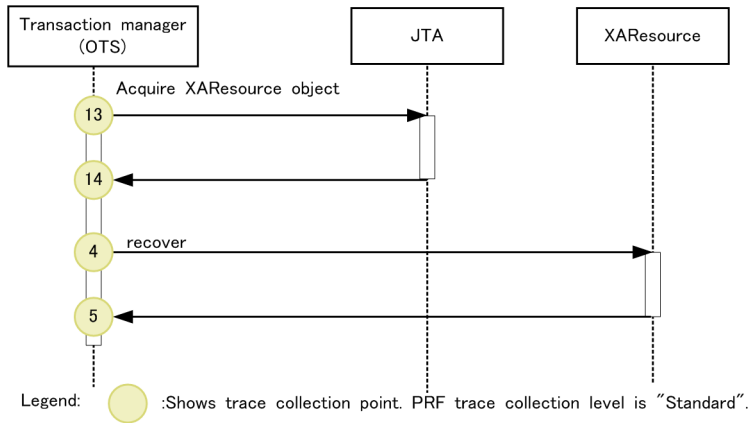 Transaction manager
(OTS)
JTA
XAResource
Acquire XAResource object
13
14
4
recover
5
Legend:
:Shows trace collection point. PRF trace collection level is "Standard".